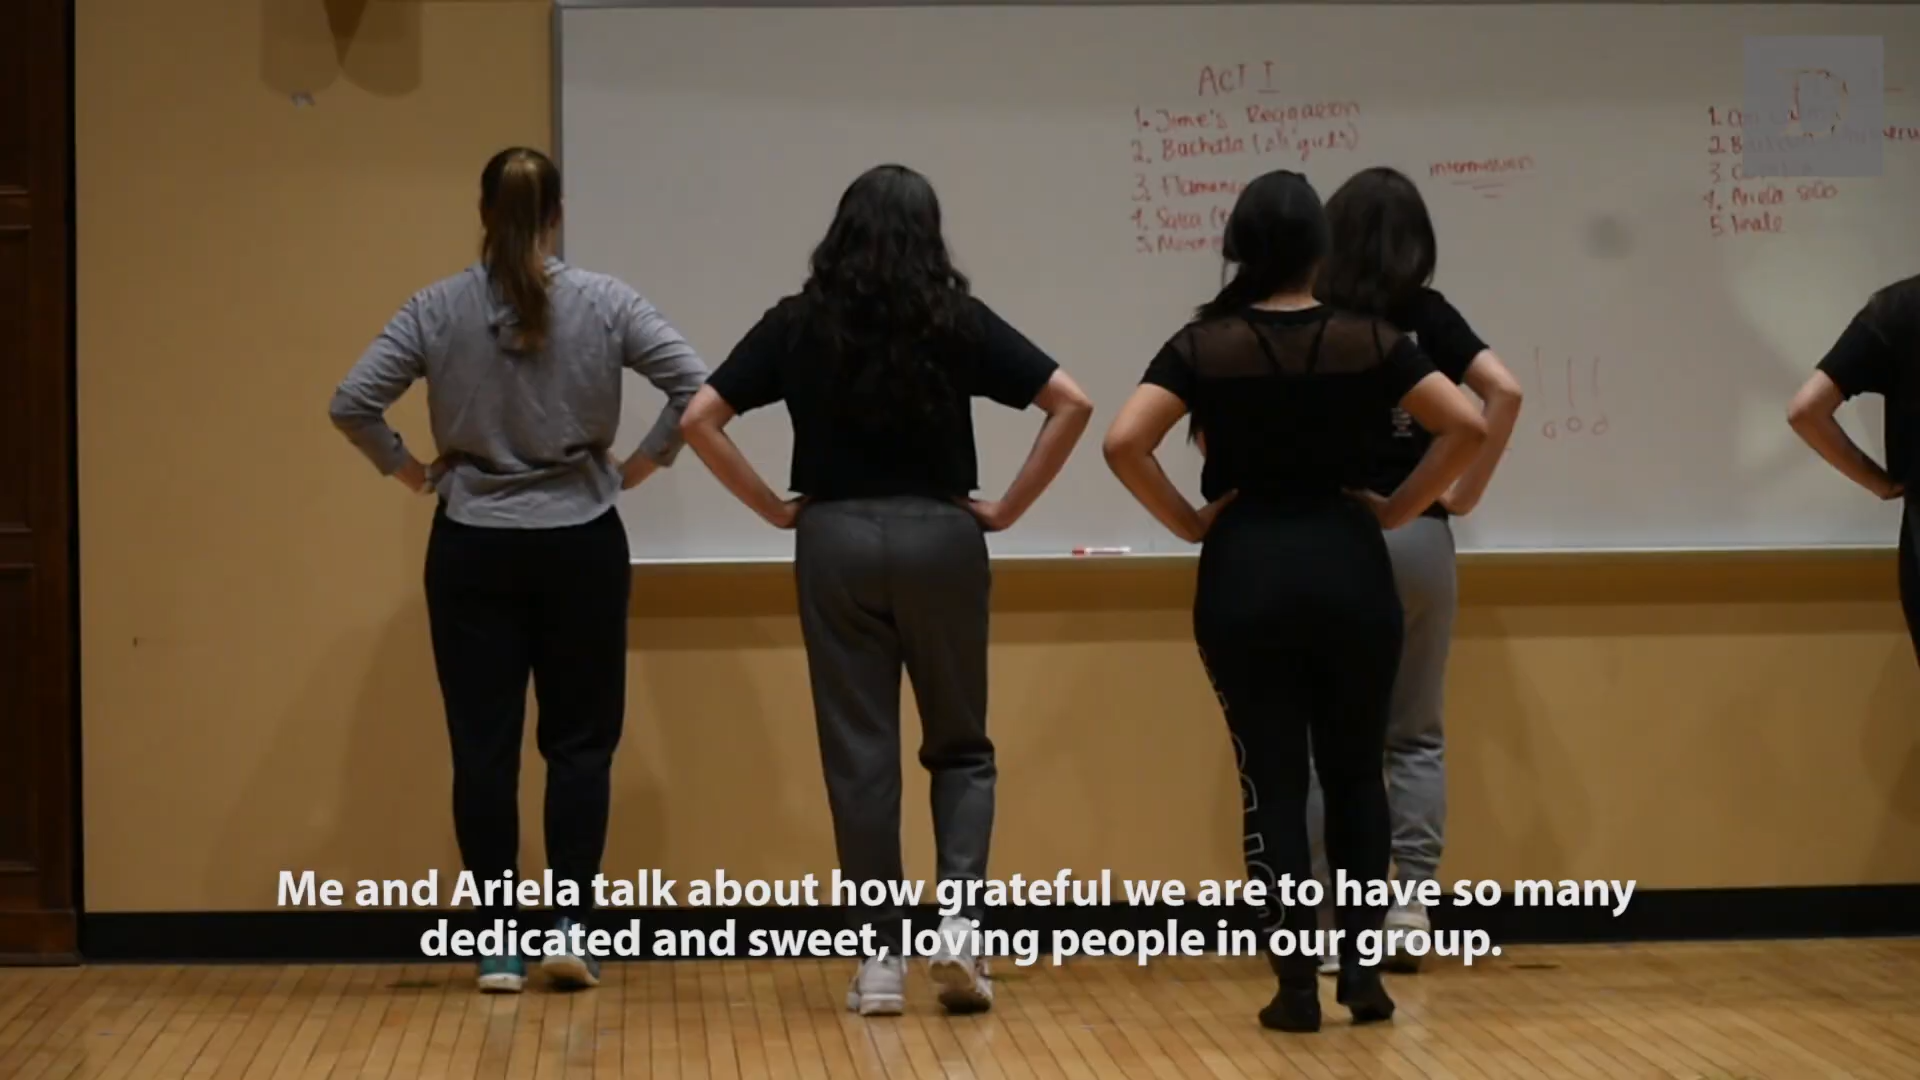 ACT I
1. Jime's Reggaeton
2. Bachata (all girls)
3. Flamenc
4. Salsa (
5. Meren
intermission
1.
2. B
3. C
4. Ariela solo
5. Finale
Me and Ariela talk about how grateful we are to have so many
dedicated and sweet, loving people in our group.